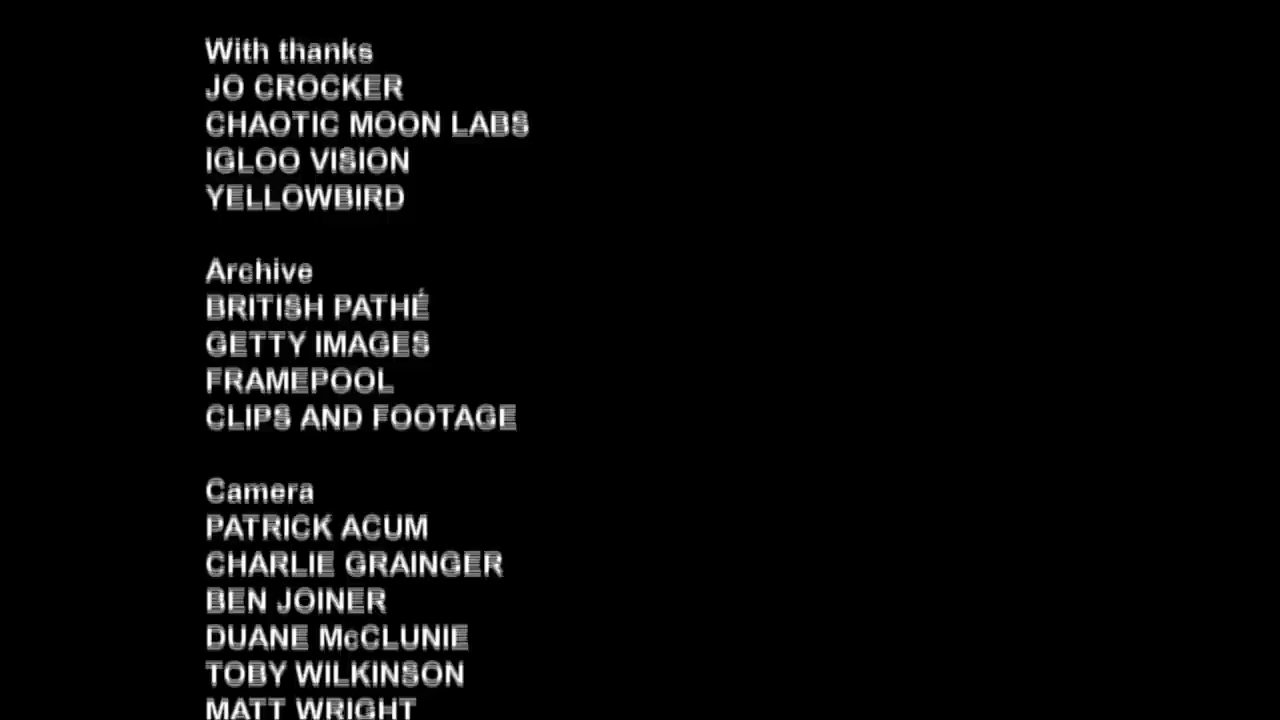 With thanks
JO CROCKER
CHAOTIC MOON LABS
IGLOO VISION
YELLOWBIRD
Archive
BRITISH PATHÉ
GETTY IMAGES
FRAMEPOOL
CLIPS AND FOOTAGE
Camera
PATRICK ACUM
CHARLIE GRAINGER
BEN JOINER
DUANE McCLUNIE
TOBY WILKINSON
MATT WRIGHT